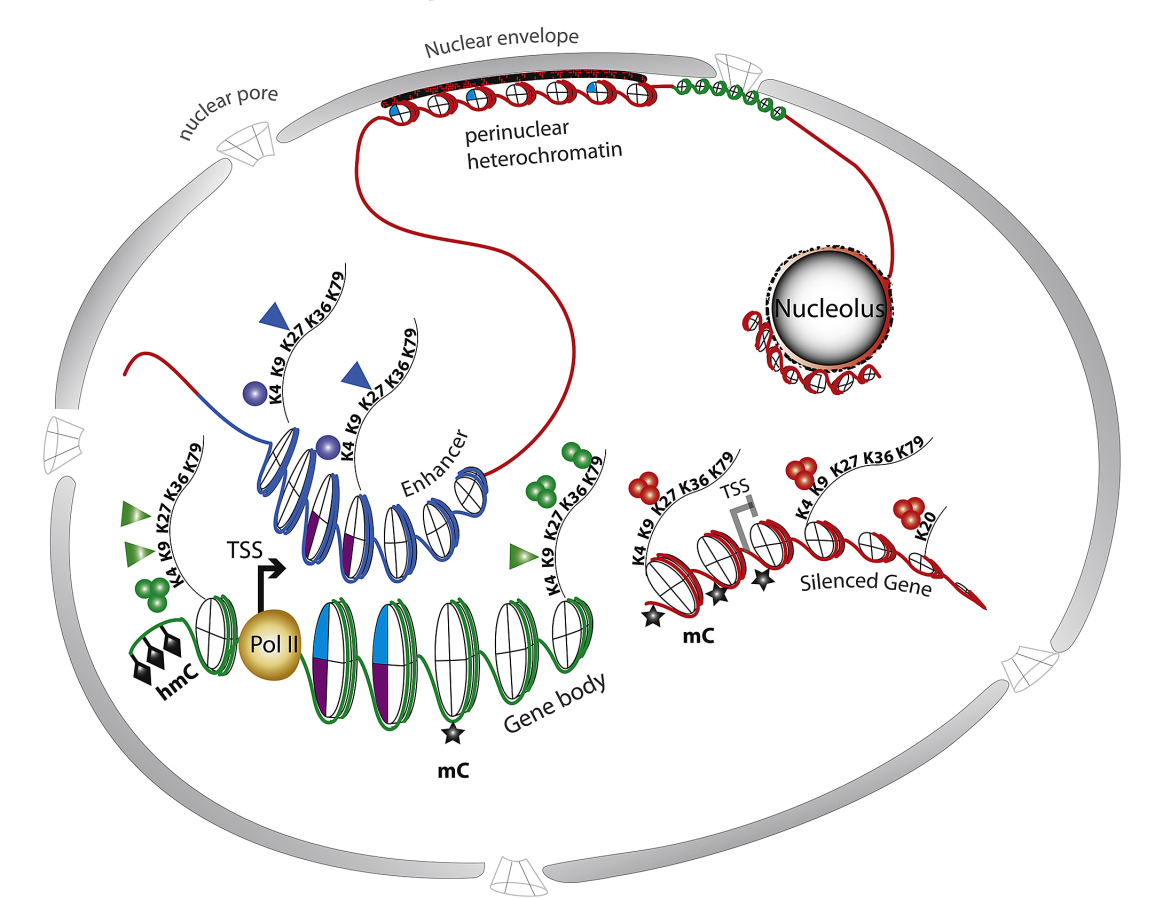 Nuclear envelope
nuclear pore
perinuclear
heterochromatin
Nucleolus
K4 K9 K27 K36 K79
K4 K9 K27 K36 K79
Enhancer
K4 K9 K27 K36 K79
TSS
Pol II
hmC
K4 K9 K27 K36 K79
Gene body
mC
K4 K9 K27 K36 K79
TSS
K4 K9 K27 K36 K79
K20
Silenced Gene
mC